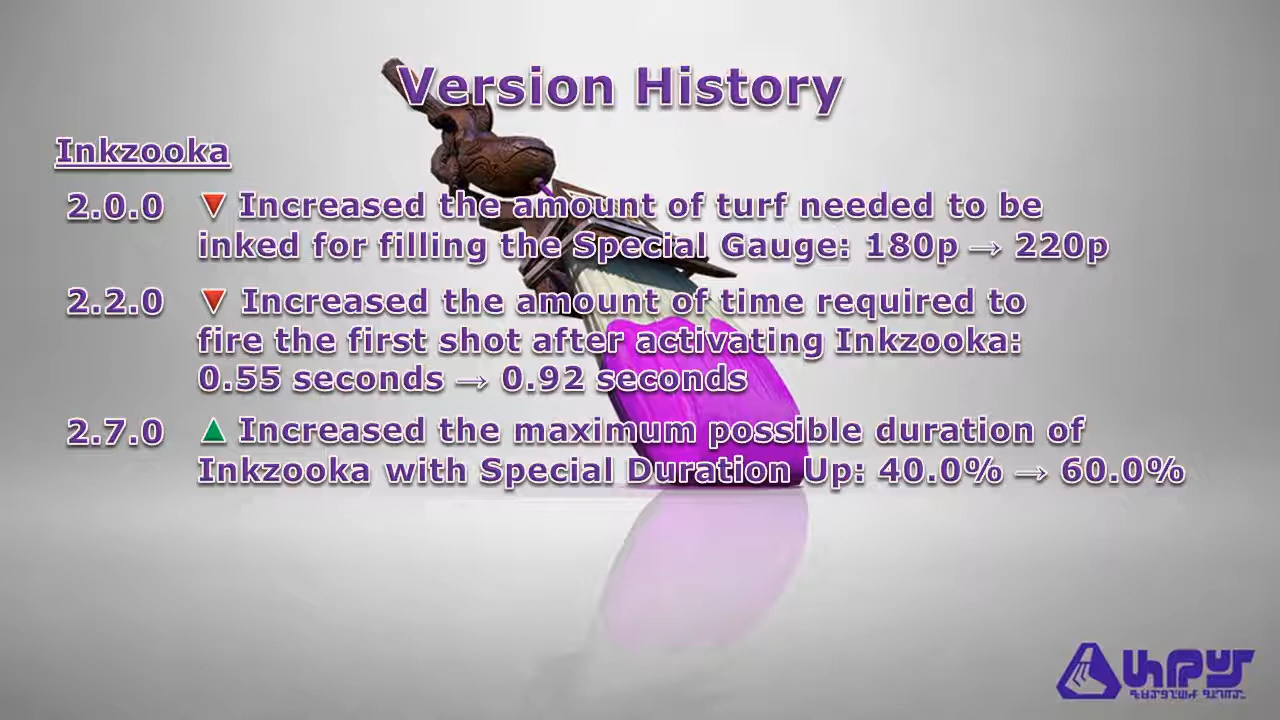 Version History
Inkzooka
2.0.0 ▼ Increased the amount of turf needed to be
inked for filling the Special Gauge: 180p → 220p
2.2.0 ▼ Increased the amount of time required to
fire the first shot after activating Inkzooka:
0.55 seconds → 0.92 seconds
2.7.0 ▲ Increased the maximum possible duration of
Inkzooka with Special Duration Up: 40.0% → 60.0%